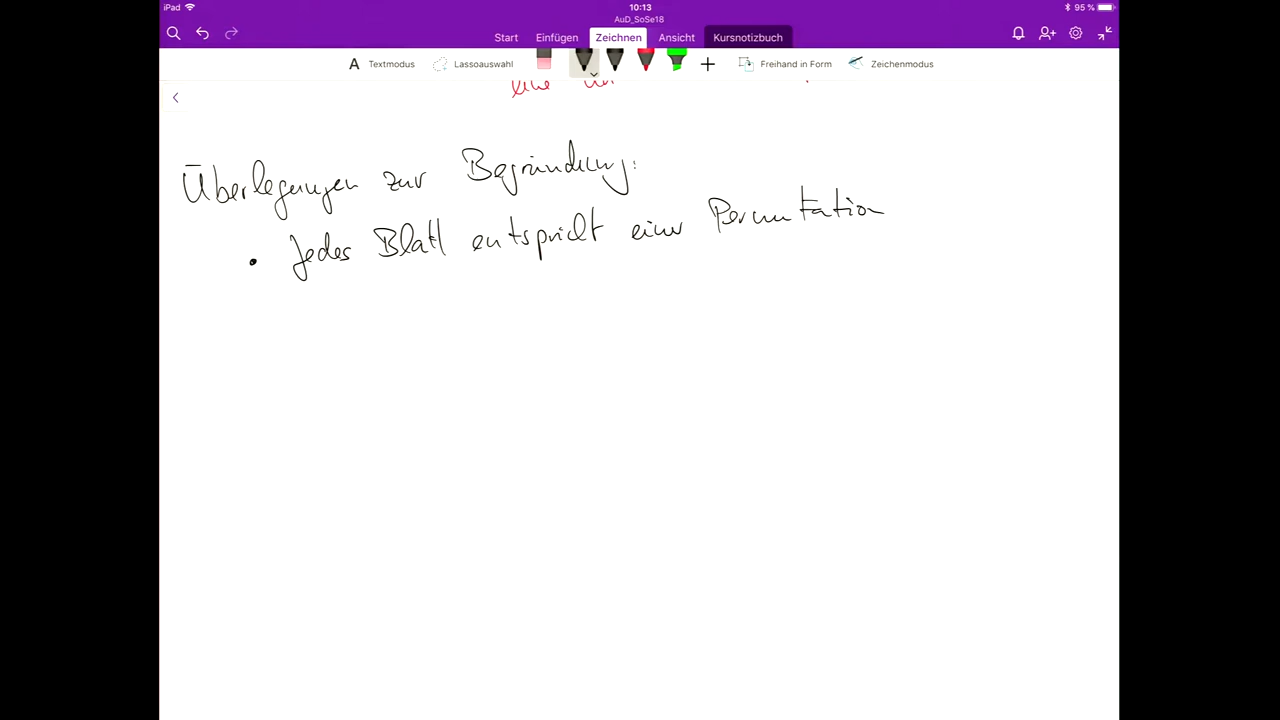 iPad 10:13 95 %
AuD_SoSe18
Start Einfügen Zeichnen Ansicht Kursnotizbuch
A Textmodus Lassoauswahl Freihand in Form Zeichenmodus
eine
Überlegungen zur Begründung:
• Jedes Blatt entspricht einer Permutation